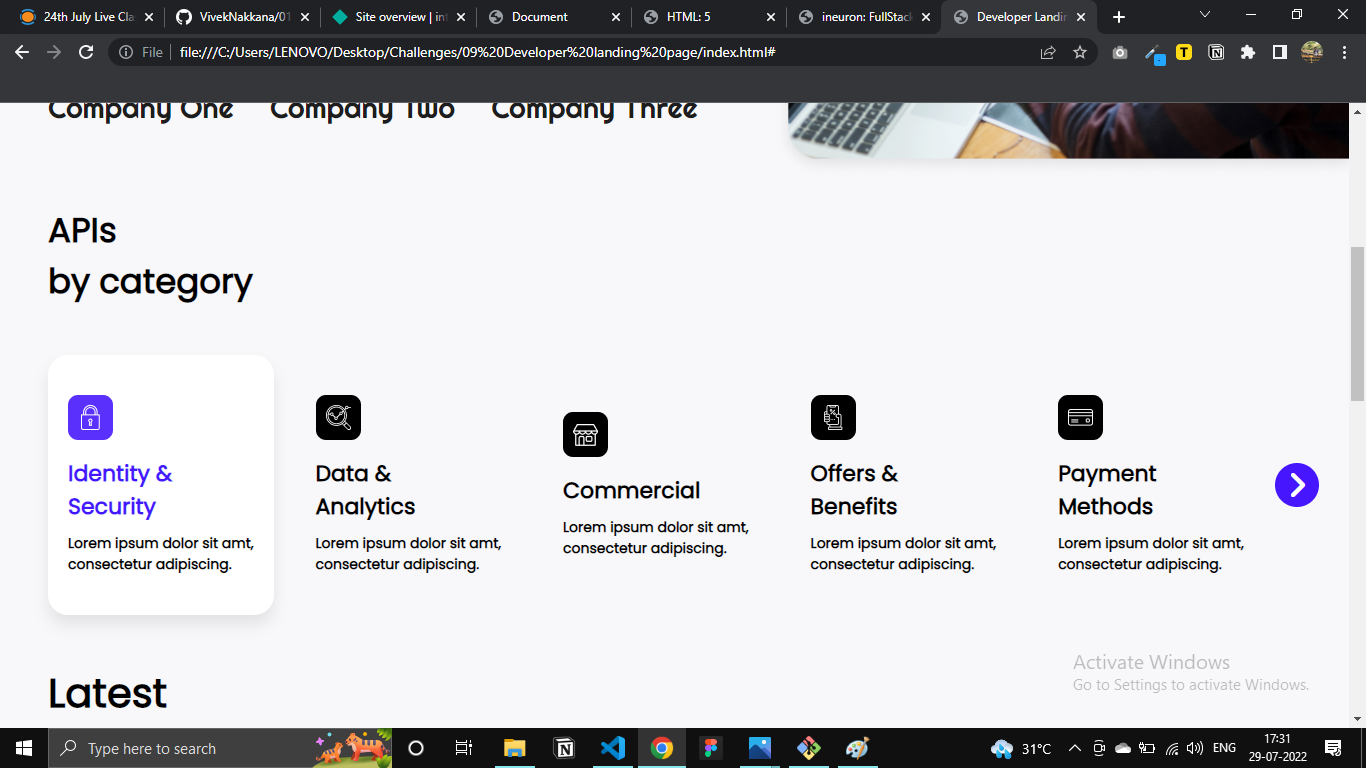 24th July Live Cla
VivekNakkana/01
Site overview | in
Document
HTML: 5
ineuron: FullStack
Developer Landin
File
file:///C:/Users/LENOVO/Desktop/Challenges/09%20Developer%20landing%20page/index.html#
Company One
Company Two
Company Three
APIs
by category
Identity &
Security
Lorem ipsum dolor sit amt,
consectetur adipiscing.
Data &
Analytics
Lorem ipsum dolor sit amt,
consectetur adipiscing.
Commercial
Lorem ipsum dolor sit amt,
consectetur adipiscing.
Offers &
Benefits
Lorem ipsum dolor sit amt,
consectetur adipiscing.
Payment
Methods
Lorem ipsum dolor sit amt,
consectetur adipiscing.
Latest
Activate Windows
Go to Settings to activate Windows.
Type here to search
31°C
ENG
17:31
29-07-2022